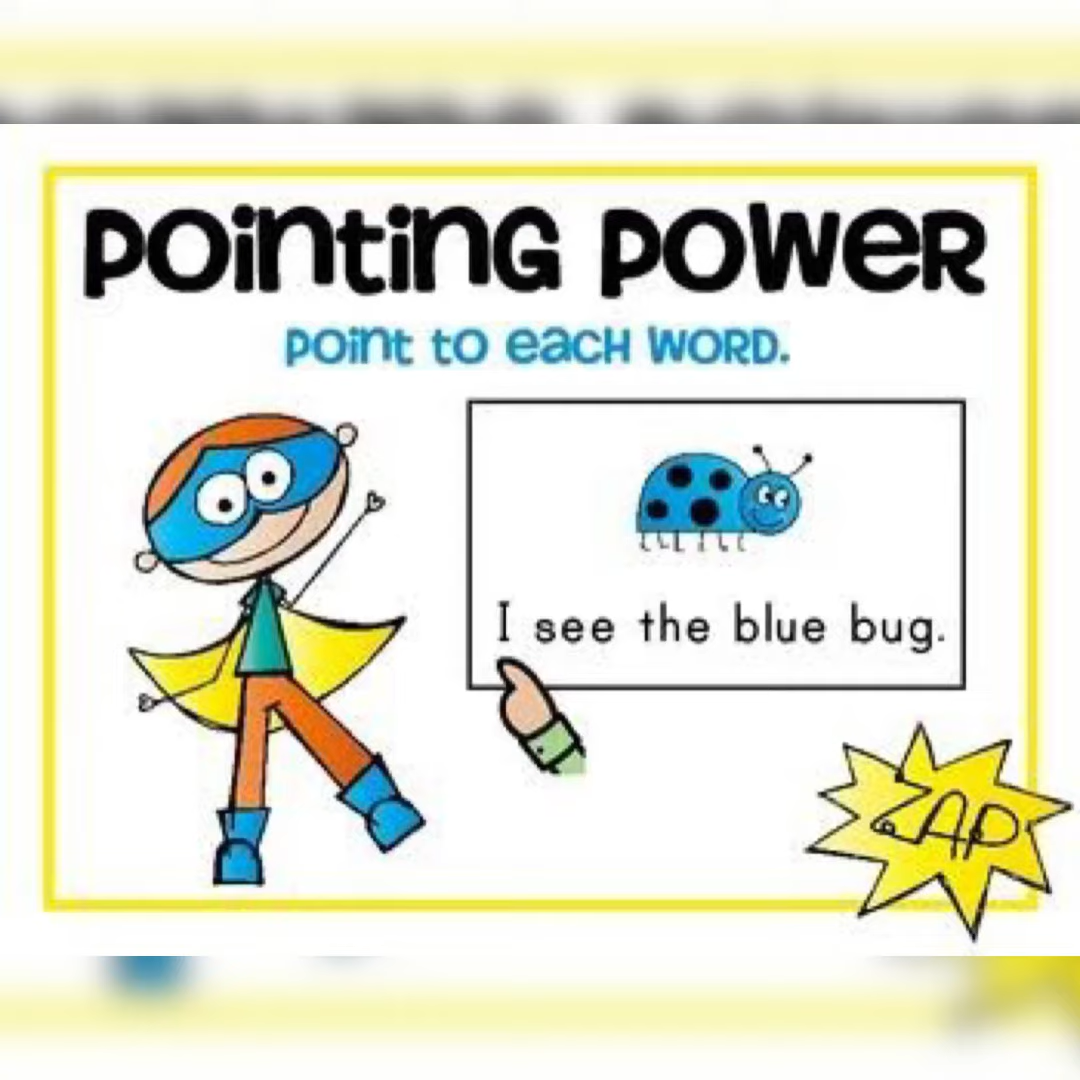 POINTING POWER
POINT TO EACH WORD.
I see the blue bug.
ZAP